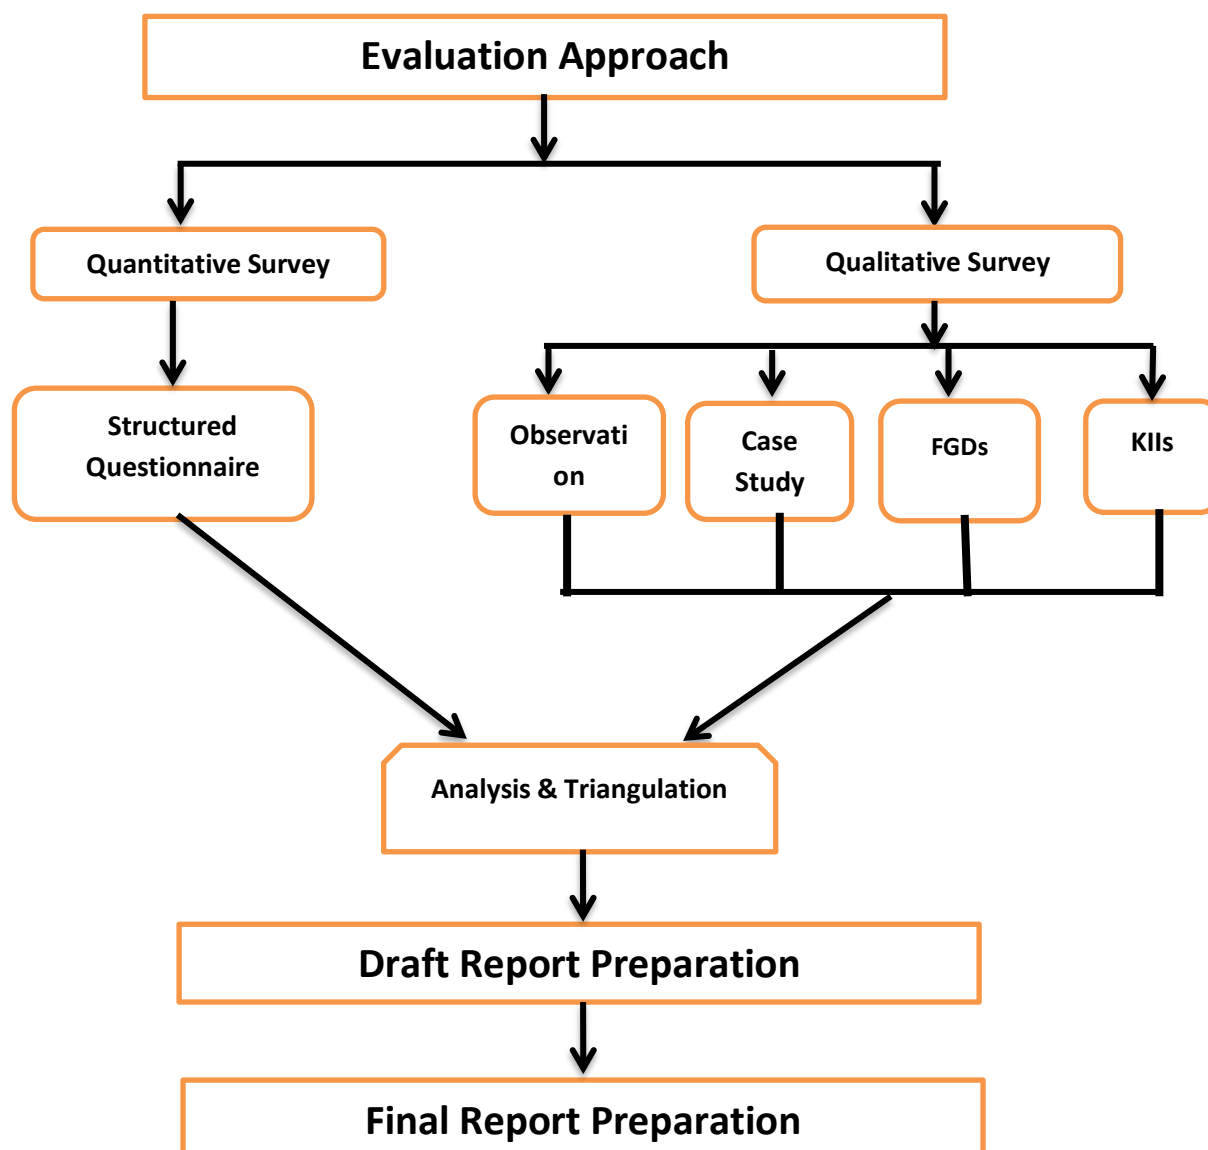 Evaluation Approach
Quantitative Survey
Qualitative Survey
Structured
Questionnaire
Observati
on
Case
Study
FGDs
KIIs
Analysis & Triangulation
Draft Report Preparation
Final Report Preparation